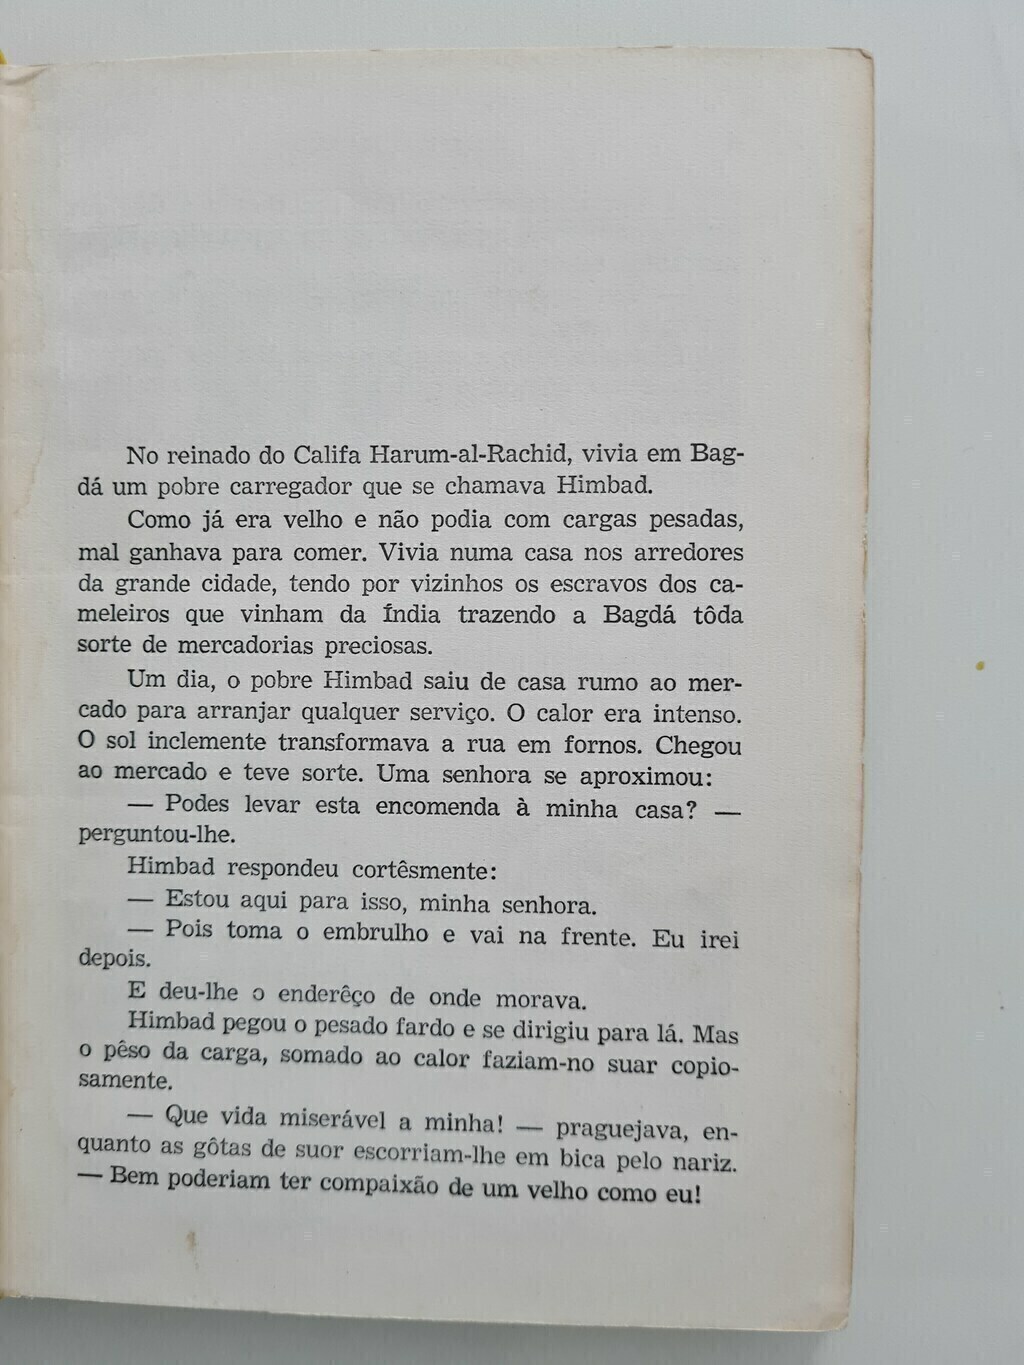 No reinado do Califa Harum-al-Rachid, vivia em Bag-
dá um pobre carregador que se chamava Himbad.
Como já era velho e não podia com cargas pesadas,
mal ganhava para comer. Vivia numa casa nos arredores
da grande cidade, tendo por vizinhos os escravos dos ca-
meleiros que vinham da Índia trazendo a Bagdá tôda
sorte de mercadorias preciosas.
Um dia, o pobre Himbad saiu de casa rumo ao mer-
cado para arranjar qualquer serviço. O calor era intenso.
O sol inclemente transformava a rua em fornos. Chegou
ao mercado e teve sorte. Uma senhora se aproximou:
— Podes levar esta encomenda à minha casa? —
perguntou-lhe.
Himbad respondeu cortêsmente:
— Estou aqui para isso, minha senhora.
— Pois toma o embrulho e vai na frente. Eu irei
depois.
E deu-lhe o enderêço de onde morava.
Himbad pegou o pesado fardo e se dirigiu para lá. Mas
o pêso da carga, somado ao calor faziam-no suar copio-
samente.
— Que vida miserável a minha! — praguejava, en-
quanto as gôtas de suor escorriam-lhe em bica pelo nariz.
— Bem poderiam ter compaixão de um velho como eu!